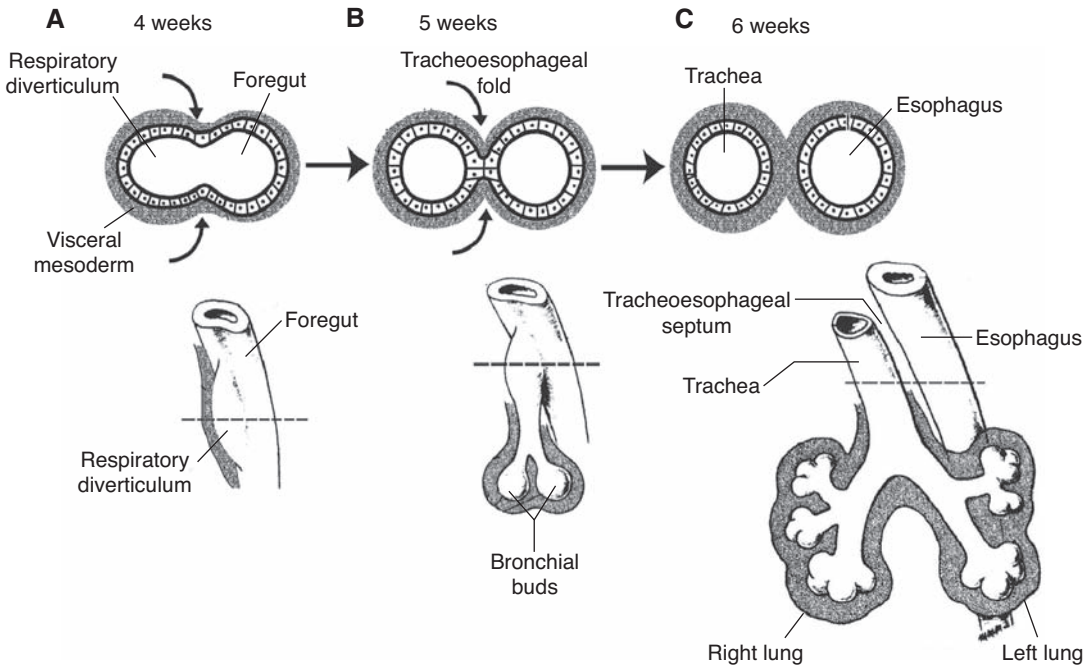 A
4 weeks
Respiratory
diverticulum
Foregut
Visceral
mesoderm
Foregut
Respiratory
diverticulum
B
5 weeks
Tracheoesophageal
fold
Bronchial
buds
C
6 weeks
Trachea
Esophagus
Tracheoesophageal
septum
Esophagus
Trachea
Right lung
Left lung